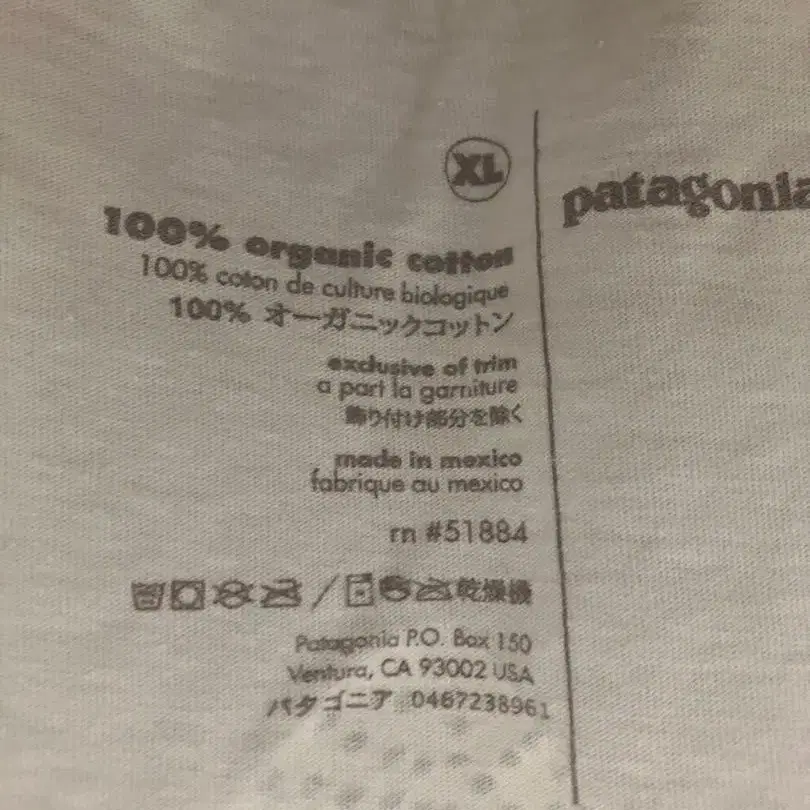 XL
100% organic cotton
100% coton de culture biologique
100% オーガニックコットン
exclusive of trim
a part la garniture
飾り付け部分を除く
made in mexico
fabrique au mexico
rn #51884
乾燥機
Patagonia P.O. Box 150
Ventura, CA 93002 USA
パタゴニア 0467238961
patagonia